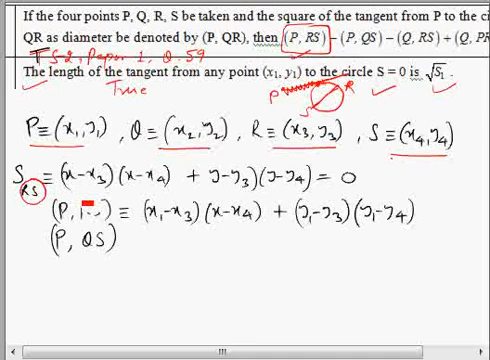 If the four points P, Q, R, S be taken and the square of the tangent from P to the ci
QR as diameter be denoted by (P, QR), then (P, RS) – (P, QS) – (Q, RS) + (Q, PR
TS-2, Paper 1, Q.59
The length of the tangent from any point (x1, y1) to the circle S = 0 is √S1 .
True
P R
S
P ≡ (x1, y1) , Q ≡ (x2, y2) , R ≡ (x3, y3) , S ≡ (x4, y4)
S RS ≡ (x-x3)(x-x4) + (y-y3)(y-y4) = 0
(P, ≡ (x1-x3)(x-x4) + (y1-y3)(y1-y4)
(P, QS)